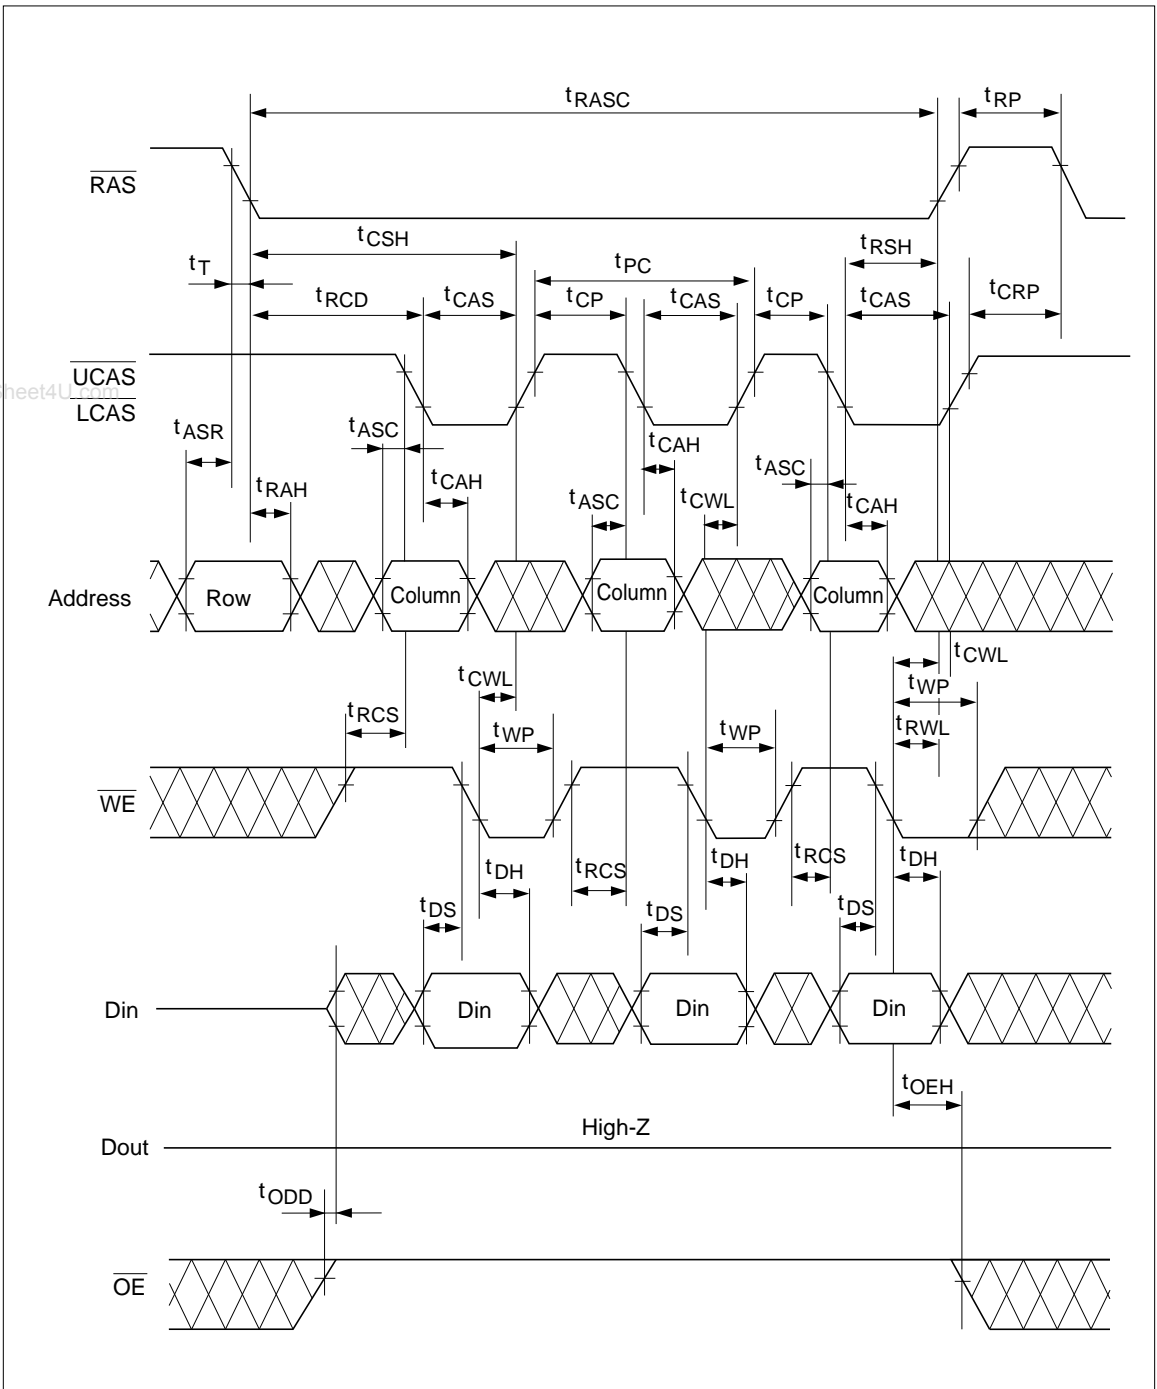 tRASC tRP
RAS
tCSH tRSH
tT tPC
tRCD tCAS tCP tCAS tCP tCAS tCRP
UCAS
heet4U.com
LCAS
tASR tASC tCAH
tRAH tCAH tASC tCWL tASC tCAH
Address Row Column Column Column
tCWL tCWL
tRCS tWP tWP tWP
tRWL
WE
tDH tRCS tDH tRCS tDH
tDS tDS tDS
Din Din Din Din
tOEH
High-Z
Dout
tODD
OE